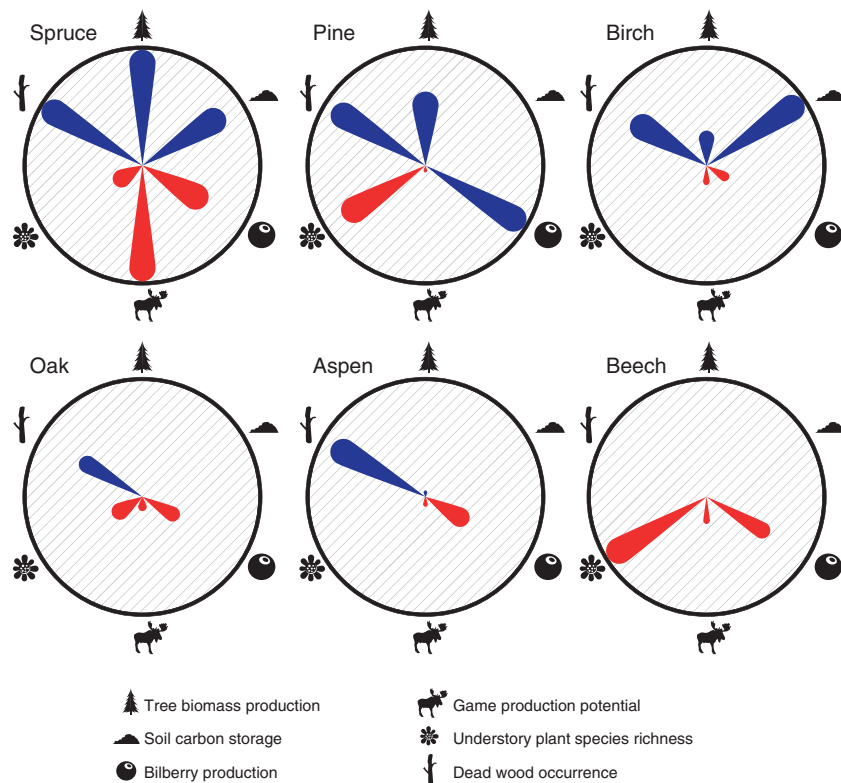 Spruce
Pine
Birch
Oak
Aspen
Beech
Tree biomass production
Game production potential
Soil carbon storage
Understory plant species richness
Bilberry production
Dead wood occurrence